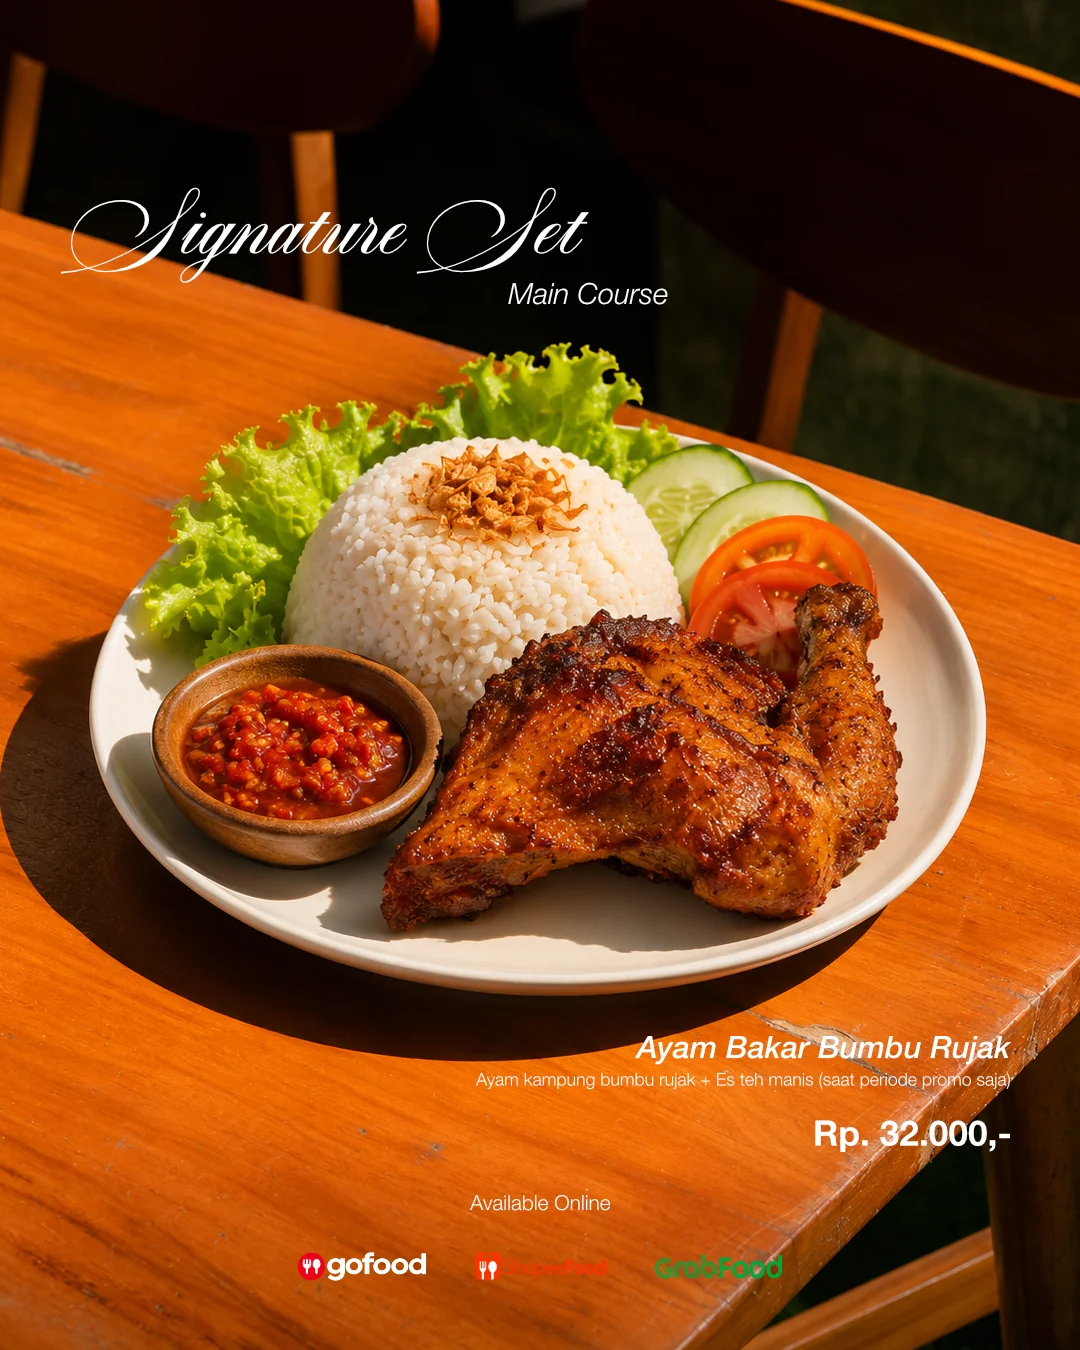 Signature Set
Main Course
Ayam Bakar Bumbu Rujak
Ayam kampung bumbu rujak + Es teh manis (saat periode promo saja)
Rp. 32.000,-
Available Online
gofood
ShopeeFood
GrabFood